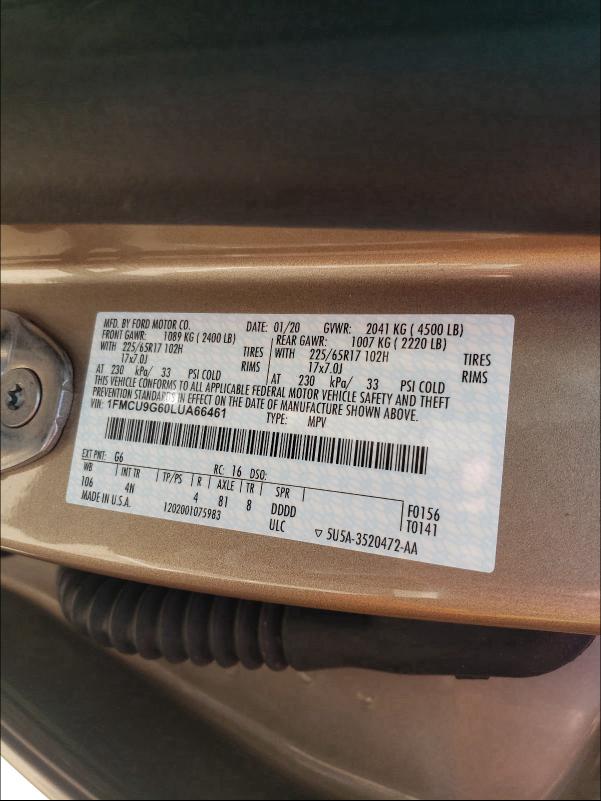 MFD. BY FORD MOTOR CO. DATE: 01/20 GVWR: 2041 KG ( 4500 LB)
FRONT GAWR: 1089 KG ( 2400 LB) REAR GAWR: 1007 KG ( 2220 LB)
WITH 225/65R17 102H TIRES WITH 225/65R17 102H TIRES
17x7.0J RIMS 17x7.0J RIMS
AT 230 kPa/ 33 PSI COLD AT 230 kPa/ 33 PSI COLD
THIS VEHICLE CONFORMS TO ALL APPLICABLE FEDERAL MOTOR VEHICLE SAFETY AND THEFT
PREVENTION STANDARDS IN EFFECT ON THE DATE OF MANUFACTURE SHOWN ABOVE.
VIN: 1FMCU9G60LUA66461 TYPE: MPV
EXT PNT: G6 RC: 16 DSO:
WB INT TR TP/PS R AXLE TR SPR
106 4N 4 81 8 DDDD F0156
MADE IN U.S.A. 1202001075983 ULC T0141
5U5A-3520472-AA